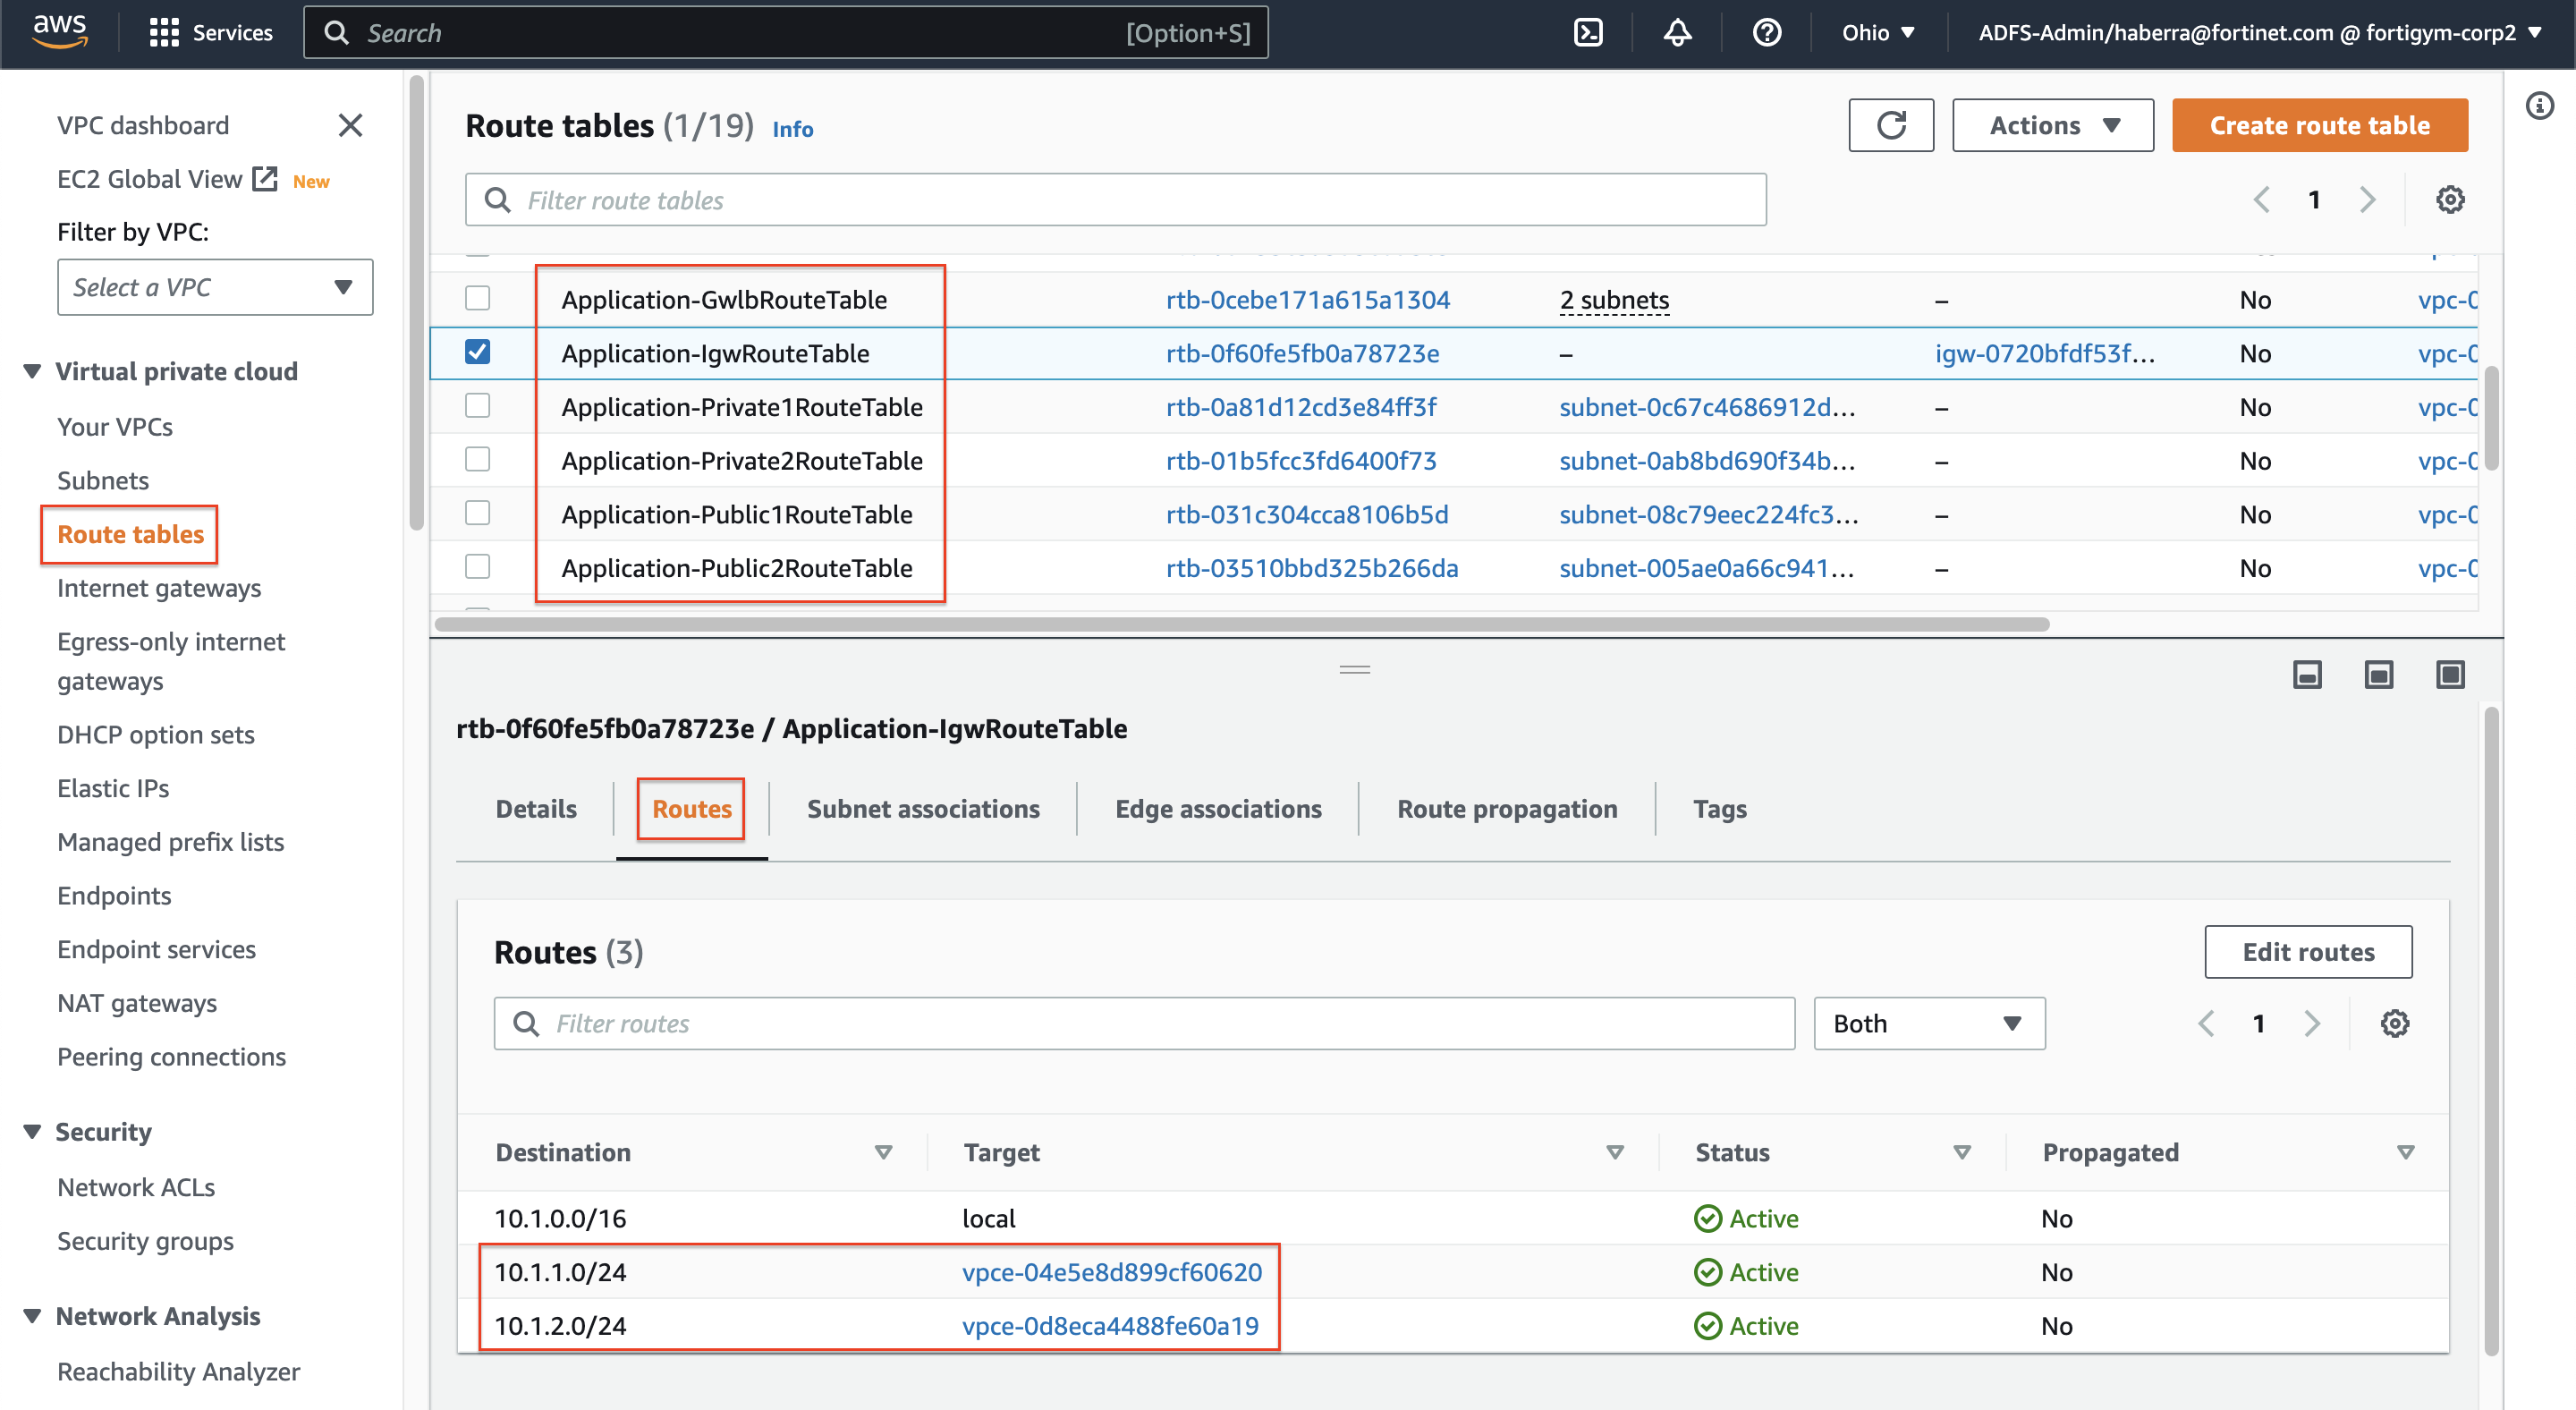 aws
Services
Search
[Option+S]
Ohio
ADFS-Admin/haberra@fortinet.com @ fortigym-corp2
VPC dashboard
EC2 Global View
New
Filter by VPC:
Select a VPC
Virtual private cloud
Your VPCs
Subnets
Route tables
Internet gateways
Egress-only internet
gateways
DHCP option sets
Elastic IPs
Managed prefix lists
Endpoints
Endpoint services
NAT gateways
Peering connections
Security
Network ACLs
Security groups
Network Analysis
Reachability Analyzer
Route tables (1/19) Info
Actions
Create route table
Filter route tables
1
Application-GwlbRouteTable rtb-0cebe171a615a1304 2 subnets – No vpc-0
Application-IgwRouteTable rtb-0f60fe5fb0a78723e – igw-0720bfdf53f... No vpc-0
Application-Private1RouteTable rtb-0a81d12cd3e84ff3f subnet-0c67c4686912d... – No vpc-0
Application-Private2RouteTable rtb-01b5fcc3fd6400f73 subnet-0ab8bd690f34b... – No vpc-0
Application-Public1RouteTable rtb-031c304cca8106b5d subnet-08c79eec224fc3... – No vpc-0
Application-Public2RouteTable rtb-03510bbd325b266da subnet-005ae0a66c941... – No vpc-0
rtb-0f60fe5fb0a78723e / Application-IgwRouteTable
Details
Routes
Subnet associations
Edge associations
Route propagation
Tags
Routes (3)
Edit routes
Filter routes
Both
1
Destination Target Status Propagated
10.1.0.0/16 local Active No
10.1.1.0/24 vpce-04e5e8d899cf60620 Active No
10.1.2.0/24 vpce-0d8eca4488fe60a19 Active No